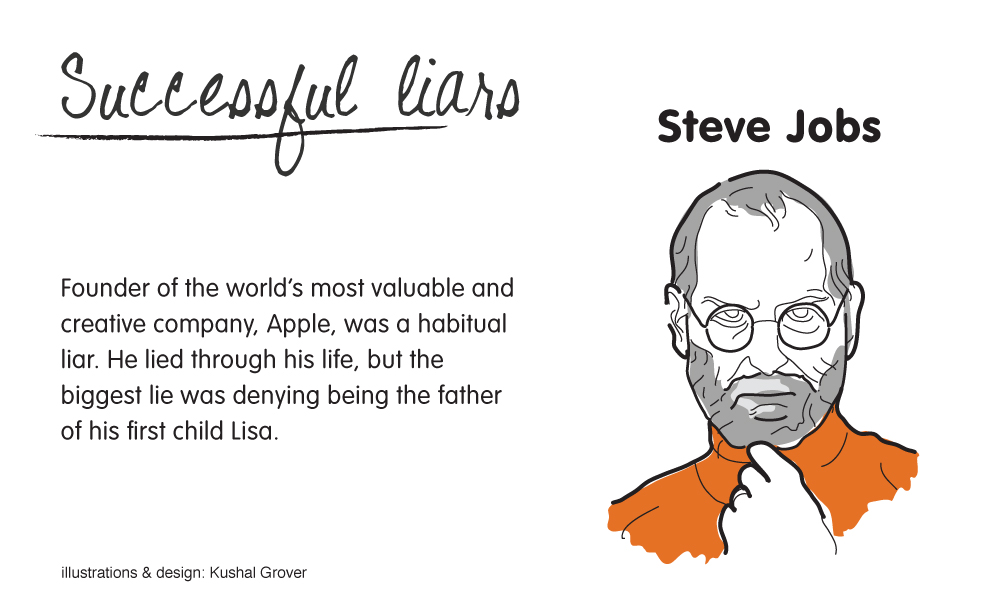 Successful liars
Steve Jobs
Founder of the world's most valuable and
creative company, Apple, was a habitual
liar. He lied through his life, but the
biggest lie was denying being the father
of his first child Lisa.
illustrations & design: Kushal Grover